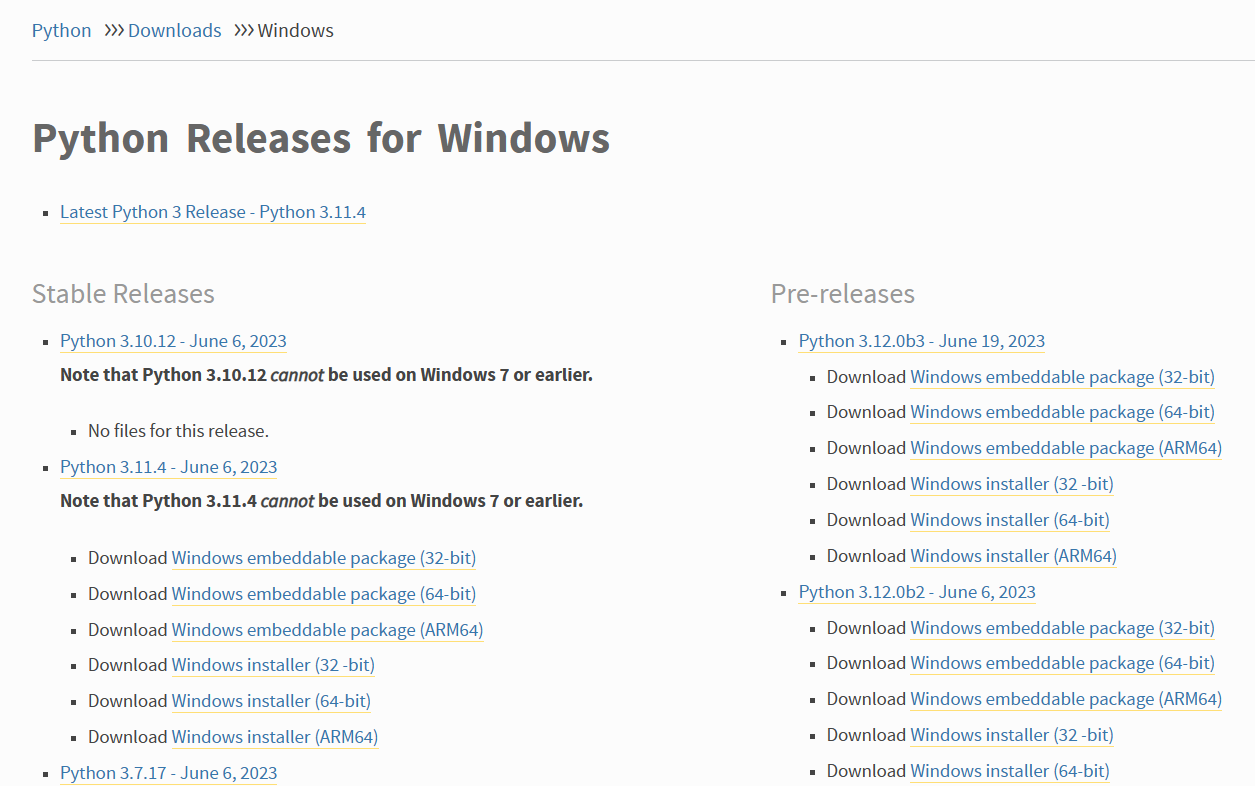 Python >>> Downloads >>> Windows
Python Releases for Windows
Latest Python 3 Release - Python 3.11.4
Stable Releases
Python 3.10.12 - June 6, 2023
Note that Python 3.10.12 cannot be used on Windows 7 or earlier.
No files for this release.
Python 3.11.4 - June 6, 2023
Note that Python 3.11.4 cannot be used on Windows 7 or earlier.
Download Windows embeddable package (32-bit)
Download Windows embeddable package (64-bit)
Download Windows embeddable package (ARM64)
Download Windows installer (32 -bit)
Download Windows installer (64-bit)
Download Windows installer (ARM64)
Python 3.7.17 - June 6, 2023
Pre-releases
Python 3.12.0b3 - June 19, 2023
Download Windows embeddable package (32-bit)
Download Windows embeddable package (64-bit)
Download Windows embeddable package (ARM64)
Download Windows installer (32 -bit)
Download Windows installer (64-bit)
Download Windows installer (ARM64)
Python 3.12.0b2 - June 6, 2023
Download Windows embeddable package (32-bit)
Download Windows embeddable package (64-bit)
Download Windows embeddable package (ARM64)
Download Windows installer (32 -bit)
Download Windows installer (64-bit)